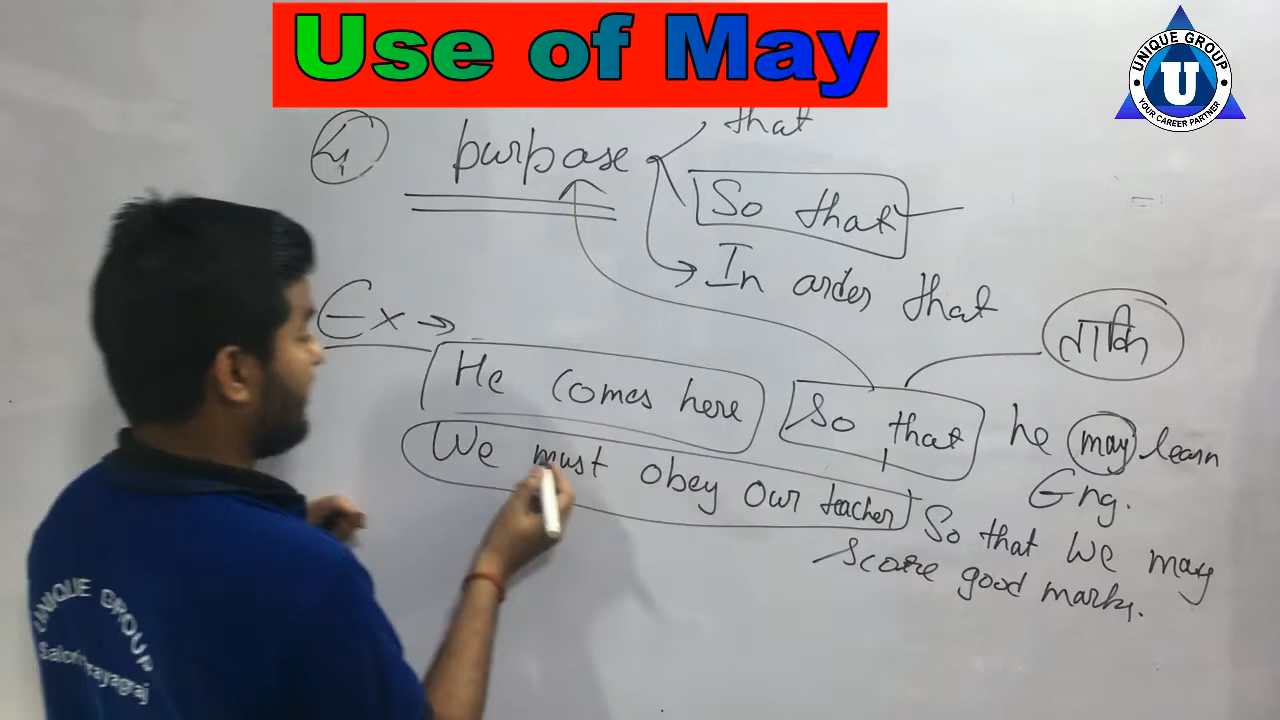 Use of May
UNIQUE GROUP
U
YOUR CAREER PARTNER
4
purpose
that
So that
In order that
Ex →
ताकि
He comes here So that he may learn
Eng.
We must obey our teacher So that we may
score good marks.
UNIQUE GROUP